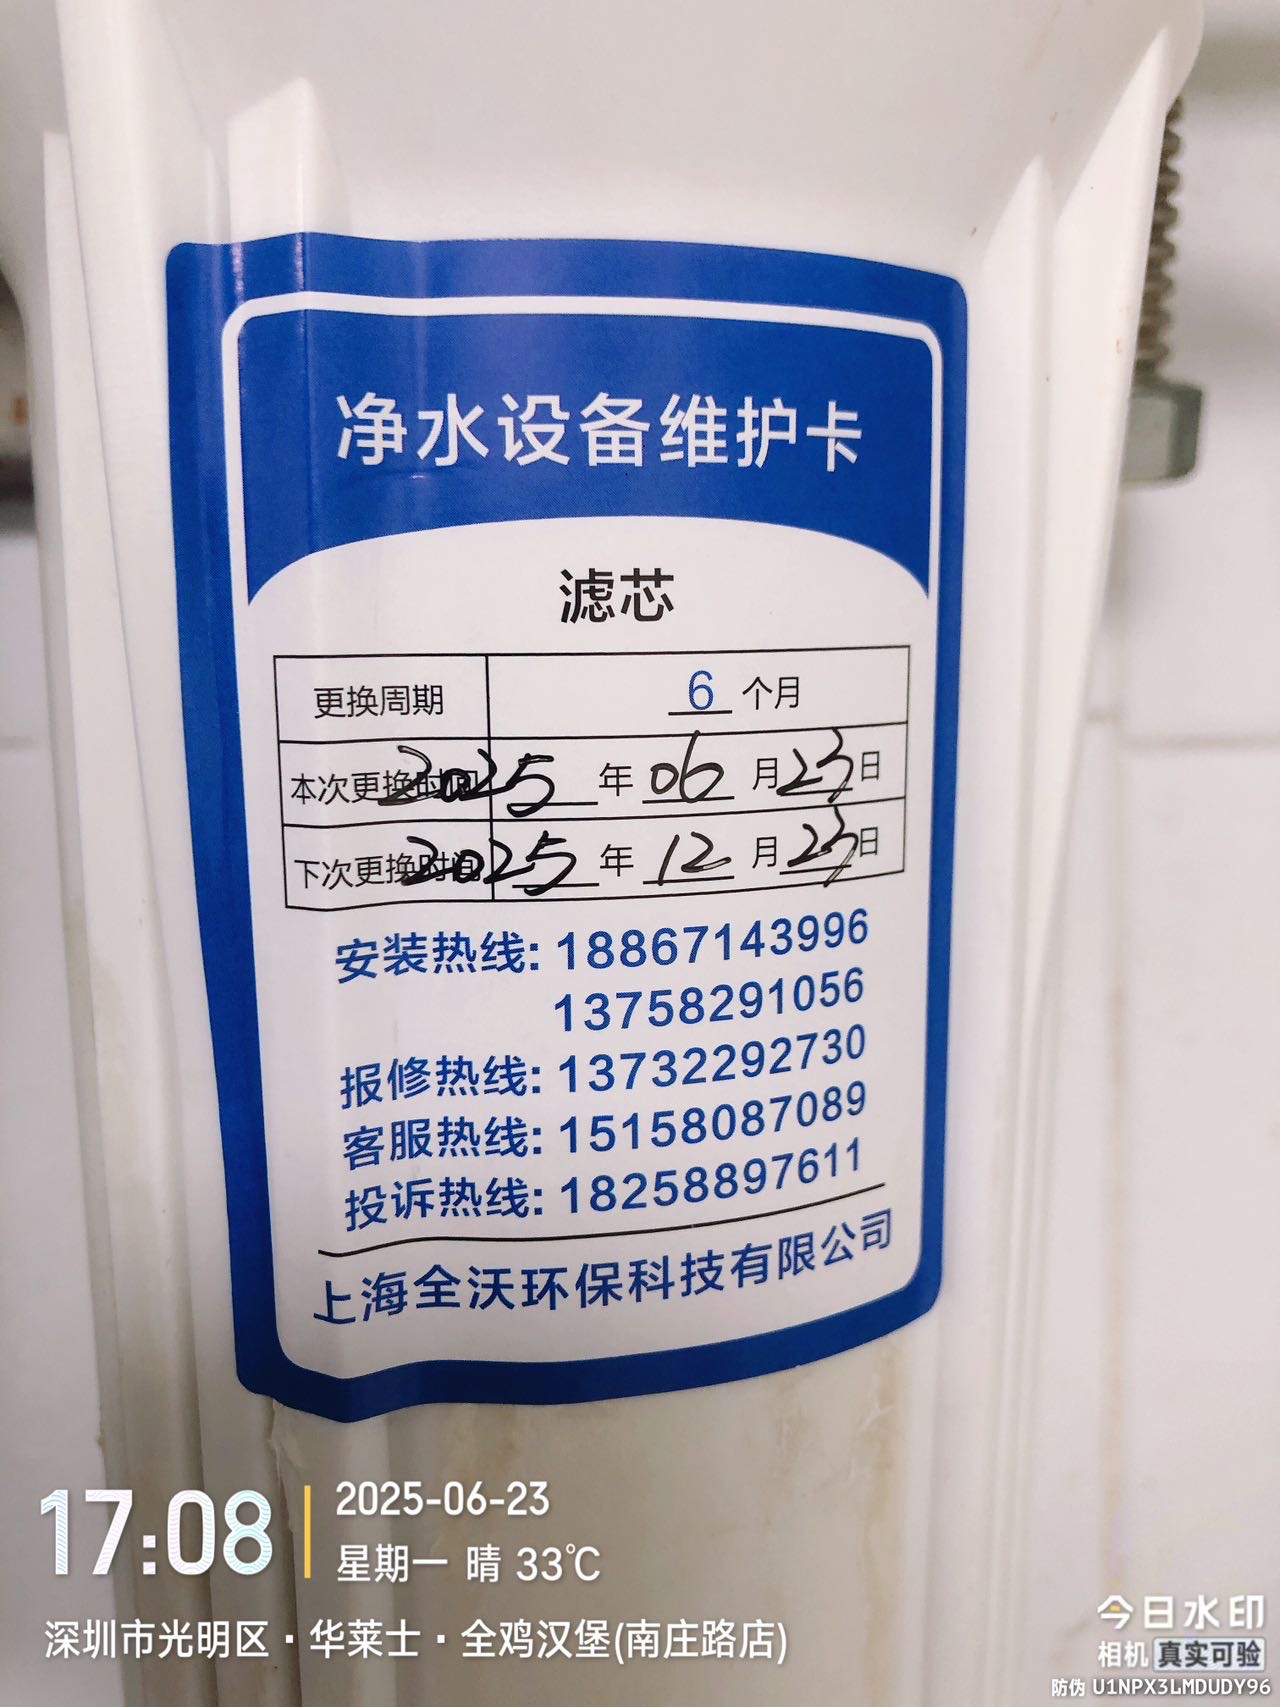 净水设备维护卡
滤芯
更换周期 6 个月
本次更换时间 2025 年 06 月 23 日
下次更换时间 2025 年 12 月 23 日
安装热线: 18867143996
13758291056
报修热线: 13732292730
客服热线: 15158087089
投诉热线: 18258897611
上海全沃环保科技有限公司
17:08
2025-06-23
星期一 晴 33℃
深圳市光明区·华莱士·全鸡汉堡(南庄路店)
今日水印
相机 真实可验
防伪 U1NPX3LMDUDY96